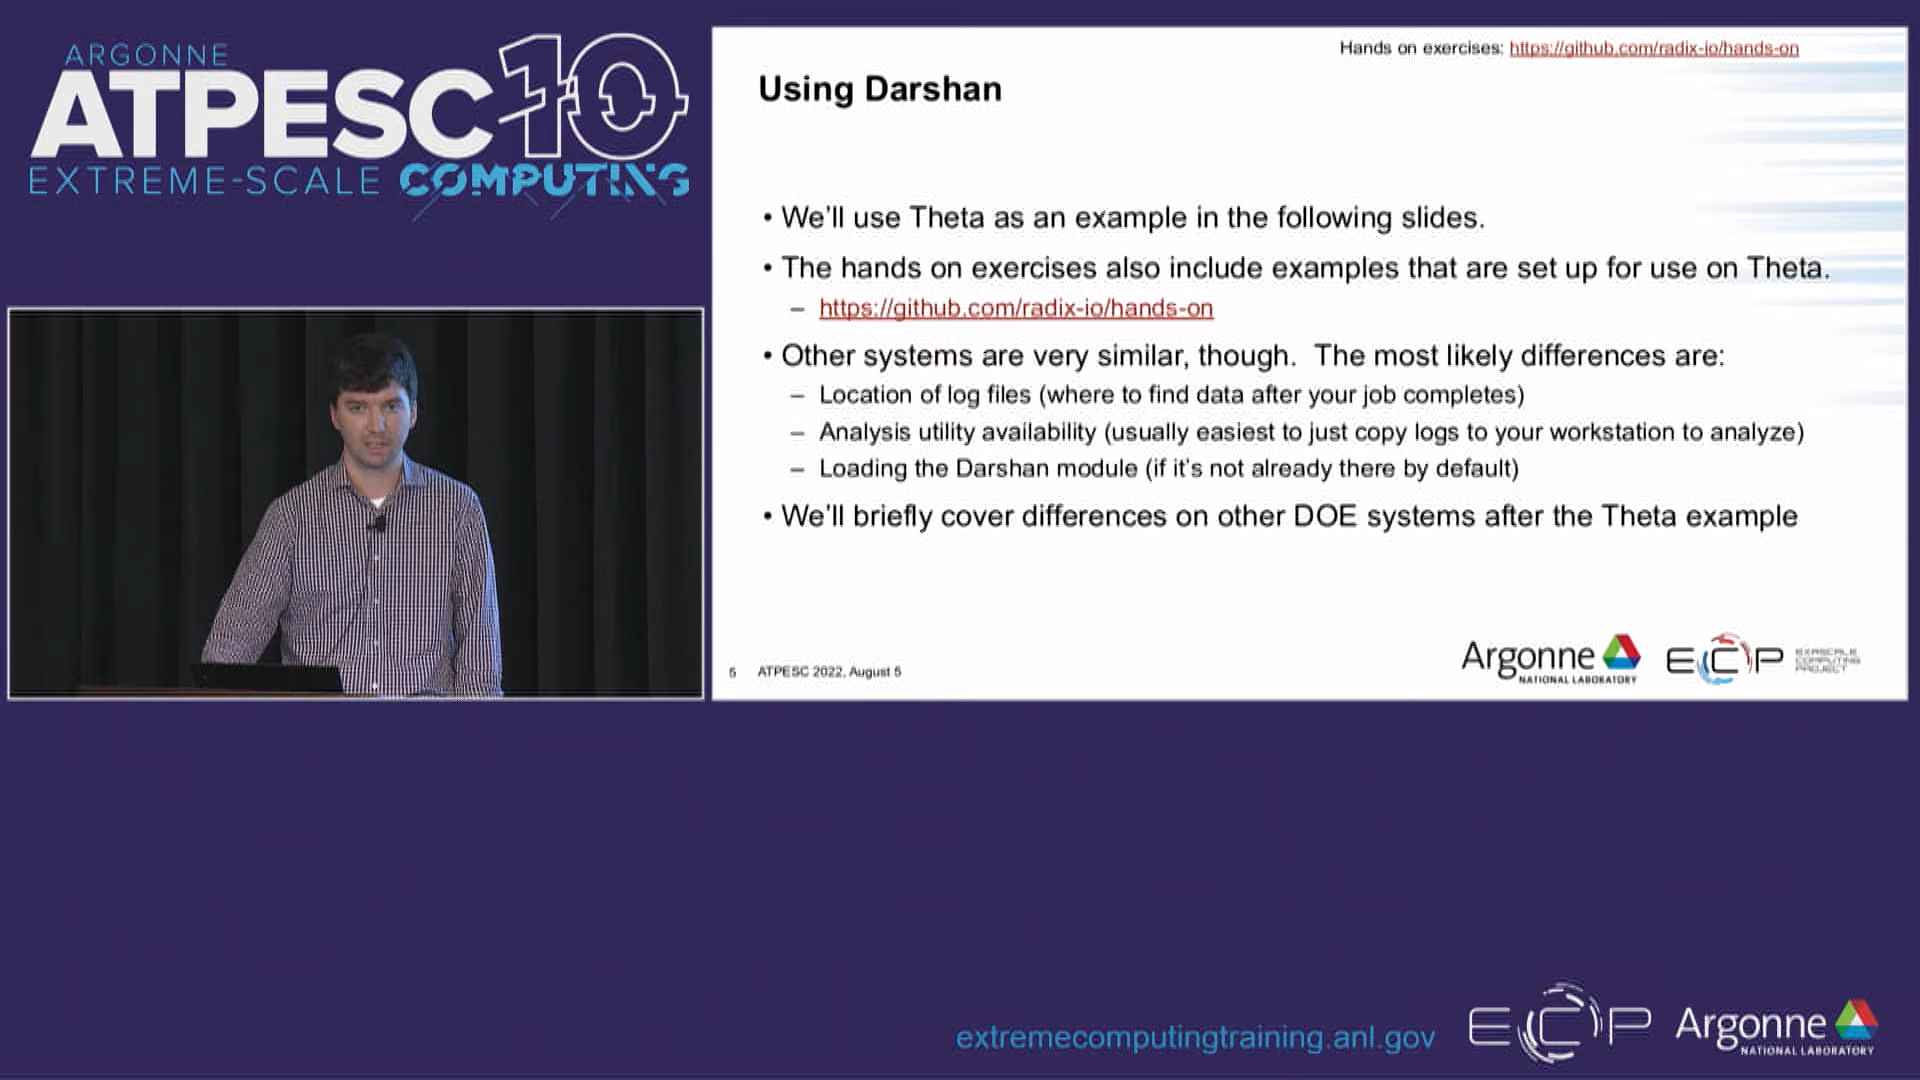 ARGONNE
ATPESC10
EXTREME-SCALE COMPUTING
Hands on exercises: https://github.com/radix-io/hands-on
Using Darshan
• We'll use Theta as an example in the following slides.
• The hands on exercises also include examples that are set up for use on Theta.
– https://github.com/radix-io/hands-on
• Other systems are very similar, though. The most likely differences are:
– Location of log files (where to find data after your job completes)
– Analysis utility availability (usually easiest to just copy logs to your workstation to analyze)
– Loading the Darshan module (if it's not already there by default)
• We'll briefly cover differences on other DOE systems after the Theta example
5 ATPESC 2022, August 5
Argonne
NATIONAL LABORATORY
ECP
EXASCALE
COMPUTING
PROJECT
extremecomputingtraining.anl.gov
ECP
Argonne
NATIONAL LABORATORY